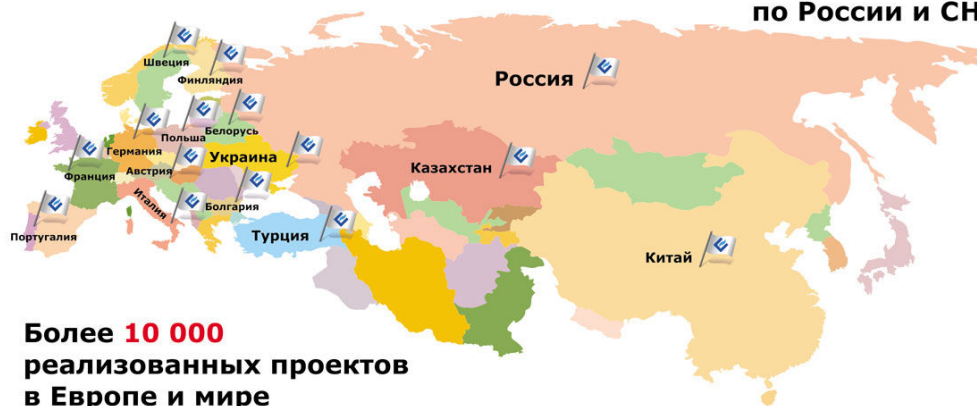 по России и СН
Швеция
Финляндия
Россия
Польша
Белорусь
Германия
Украина
Франция
Австрия
Казахстан
Италия
Болгария
Португалия
Турция
Китай
Более 10 000
реализованных проектов
в Европе и мире